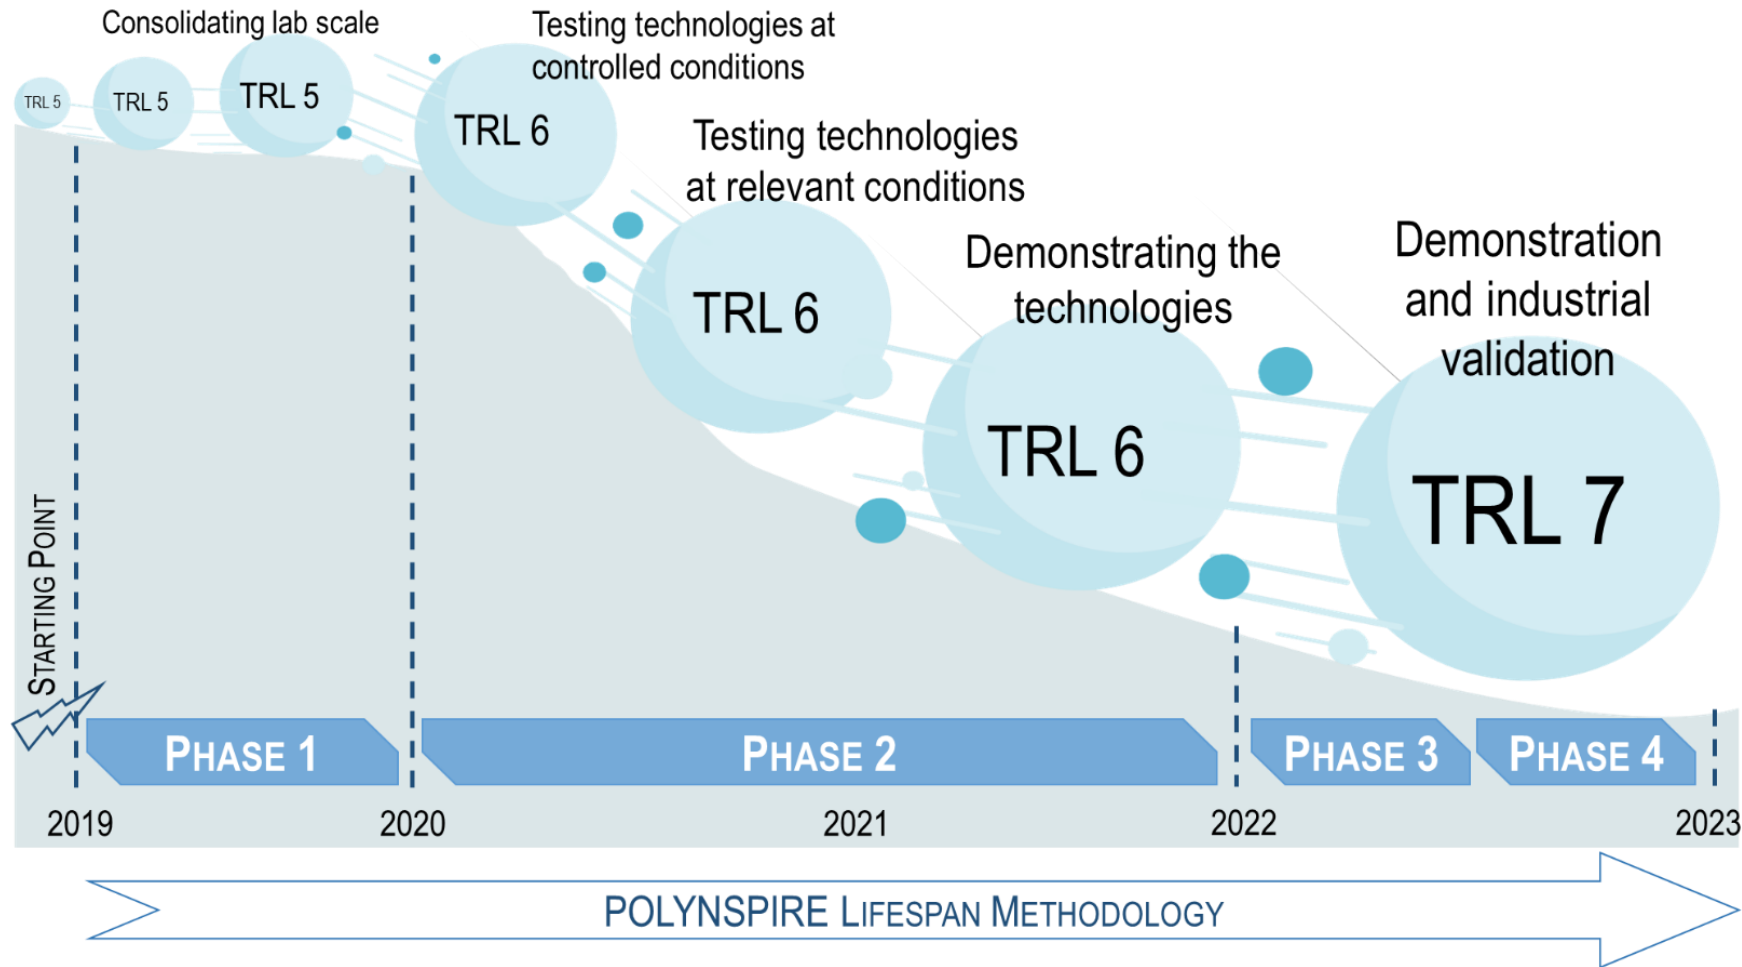 Consolidating lab scale
TRL 5
TRL 5
TRL 5
Testing technologies at
controlled conditions
TRL 6
Testing technologies
at relevant conditions
TRL 6
Demonstrating the
technologies
TRL 6
Demonstration
and industrial
validation
TRL 7
STARTING POINT
PHASE 1
PHASE 2
PHASE 3
PHASE 4
2019
2020
2021
2022
2023
POLYNSPIRE LIFESPAN METHODOLOGY